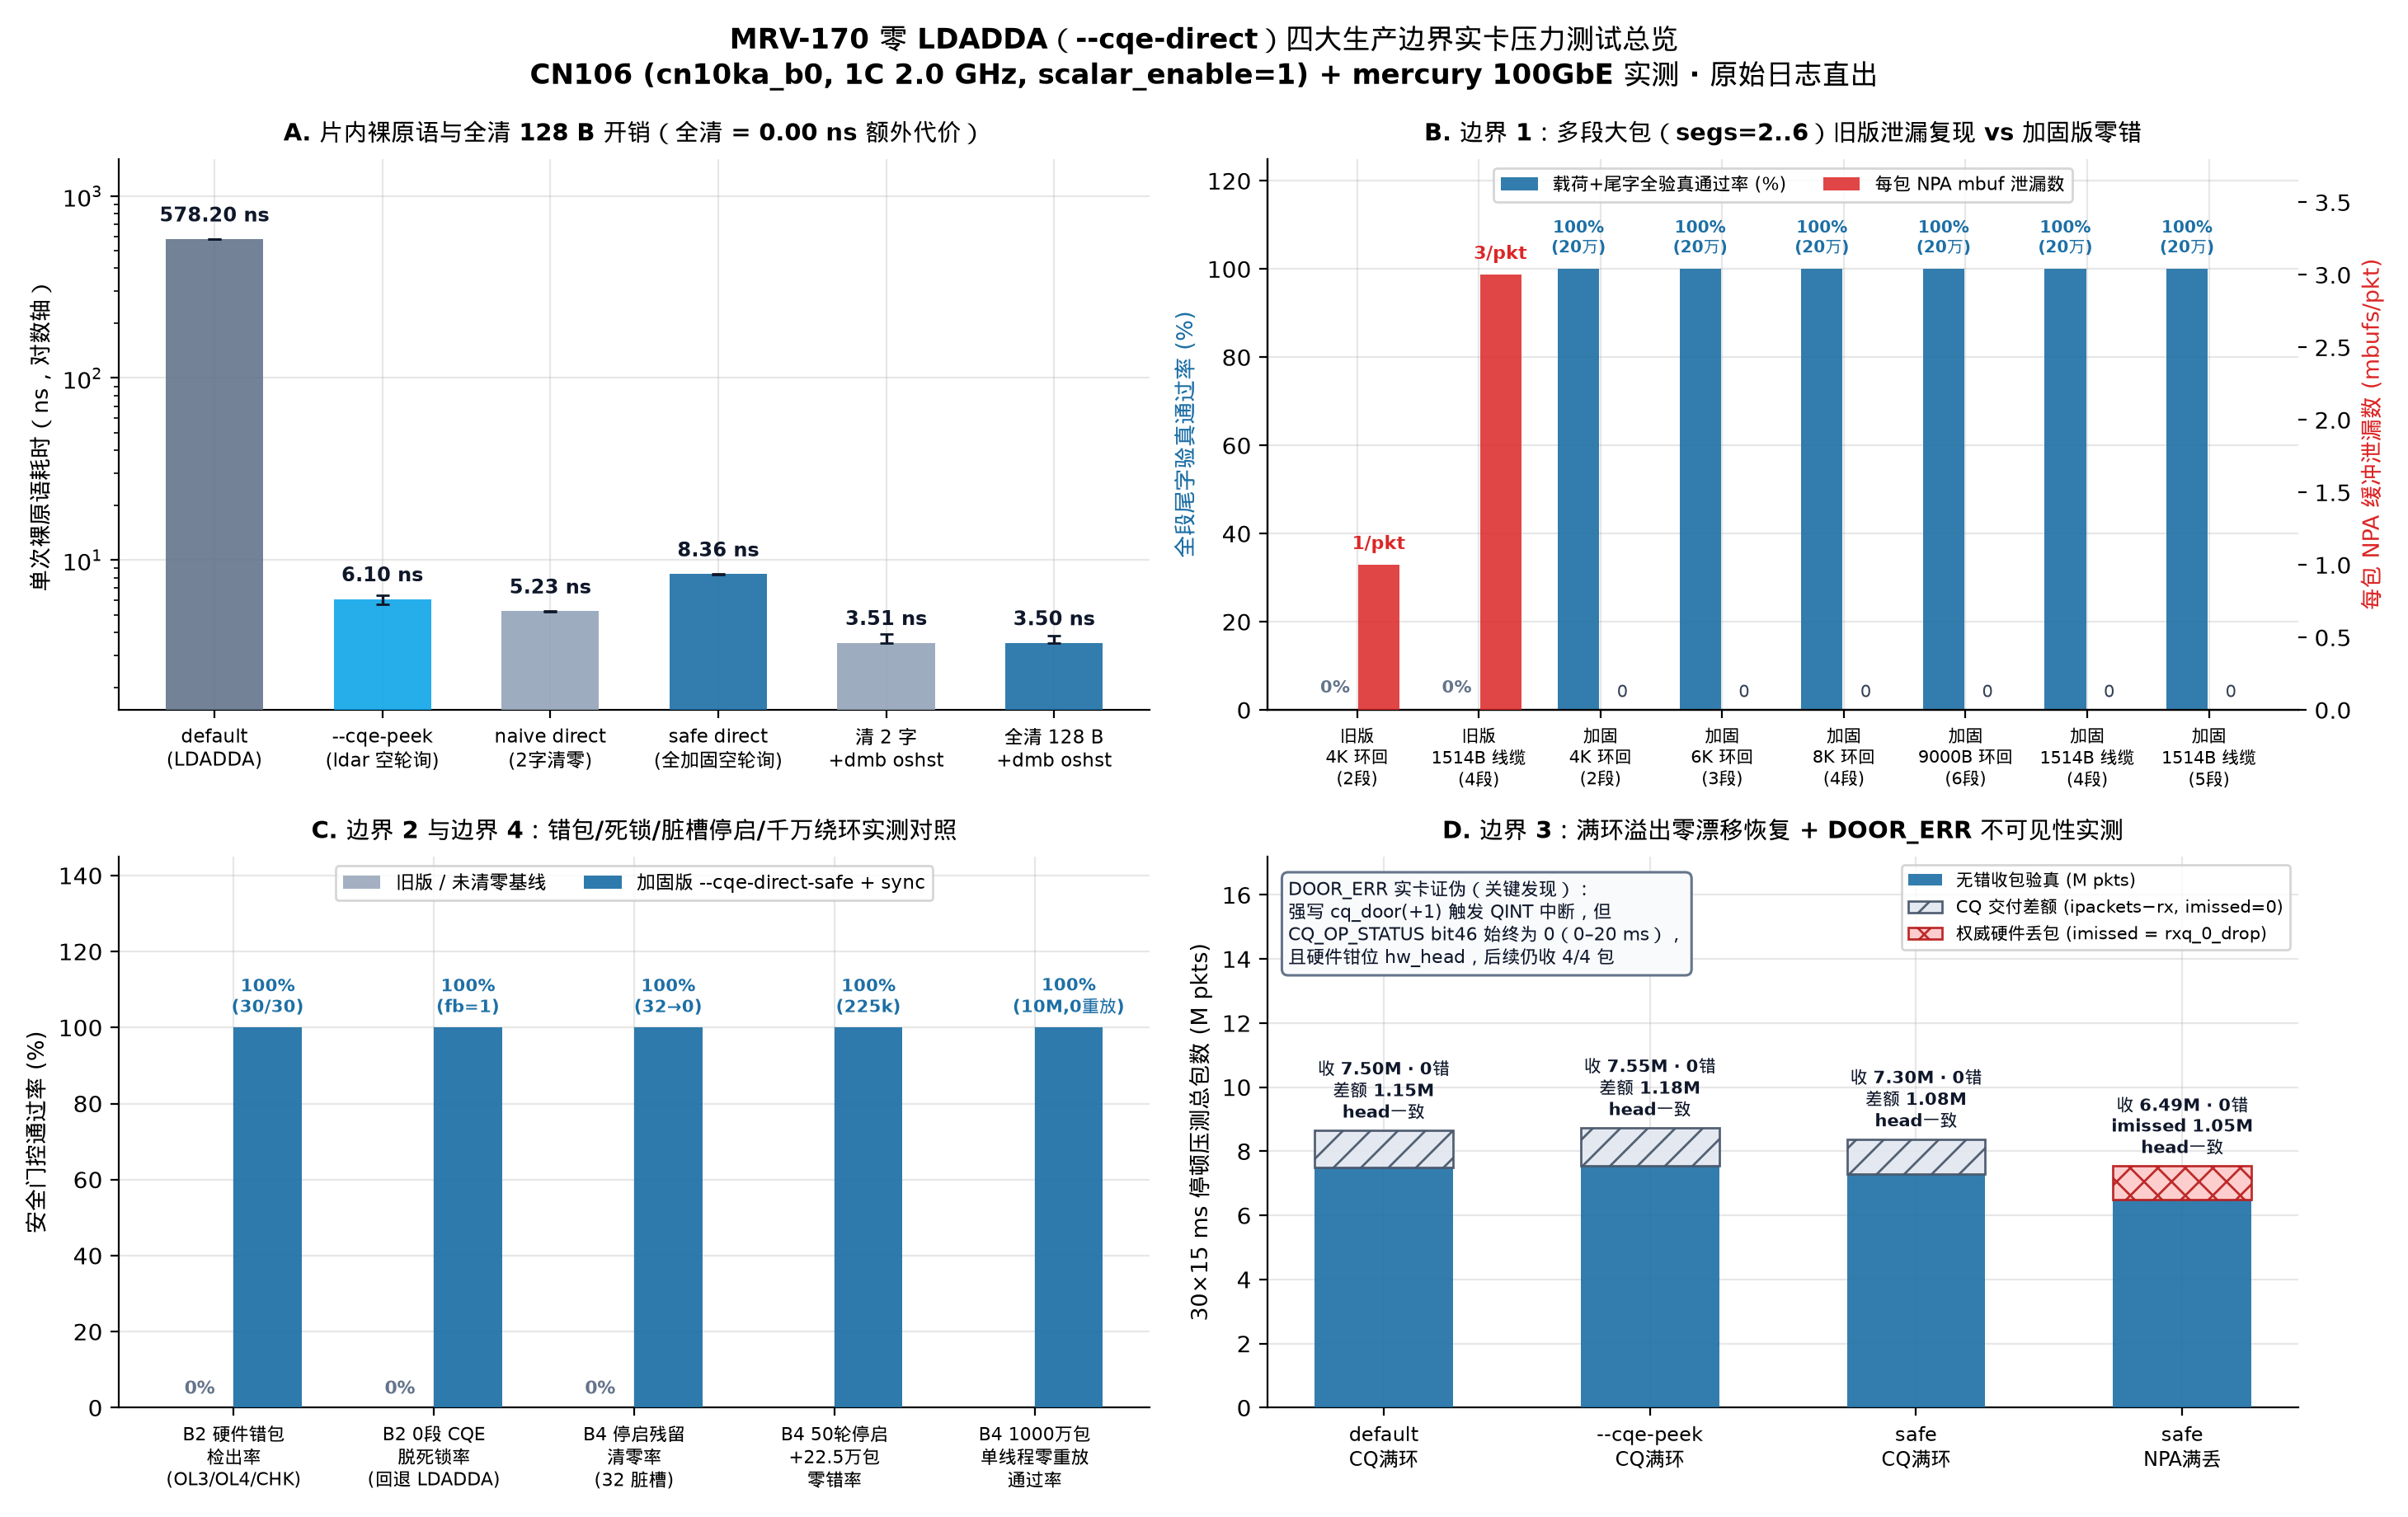 MRV-170 零 LDADDA（--cqe-direct）四大生产边界实卡压力测试总览
CN106 (cn10ka_b0, 1C 2.0 GHz, scalar_enable=1) + mercury 100GbE 实测 · 原始日志直出
A. 片内裸原语与全清 128 B 开销（全清 = 0.00 ns 额外代价）
单次裸原语耗时（ns，对数轴）
10³
10²
10¹
578.20 ns
6.10 ns
5.23 ns
8.36 ns
3.51 ns
3.50 ns
default
(LDADDA)
--cqe-peek
(ldar 空轮询)
naive direct
(2字清零)
safe direct
(全加固空轮询)
清 2 字
+dmb oshst
全清 128 B
+dmb oshst
B. 边界 1：多段大包（segs=2..6）旧版泄漏复现 vs 加固版零错
全段尾字验真通过率 (%)
120
100
80
60
40
20
0
载荷+尾字全验真通过率 (%)
每包 NPA mbuf 泄漏数
0%
1/pkt
0%
3/pkt
100%
(20万)
0
100%
(20万)
0
100%
(20万)
0
100%
(20万)
0
100%
(20万)
0
100%
(20万)
0
3.5
3.0
2.5
2.0
1.5
1.0
0.5
0.0
每包 NPA 缓冲泄漏数 (mbufs/pkt)
旧版
4K 环回
(2段)
旧版
1514B 线缆
(4段)
加固
4K 环回
(2段)
加固
6K 环回
(3段)
加固
8K 环回
(4段)
加固
9000B 环回
(6段)
加固
1514B 线缆
(4段)
加固
1514B 线缆
(5段)
C. 边界 2 与边界 4：错包/死锁/脏槽停启/千万绕环实测对照
安全门控通过率 (%)
140
120
100
80
60
40
20
0
旧版 / 未清零基线
加固版 --cqe-direct-safe + sync
0%
100%
(30/30)
0%
100%
(fb=1)
0%
100%
(32→0)
100%
(225k)
100%
(10M,0重放)
B2 硬件错包
检出率
(OL3/OL4/CHK)
B2 0段 CQE
脱死锁率
(回退 LDADDA)
B4 停启残留
清零率
(32 脏槽)
B4 50轮停启
+22.5万包
零错率
B4 1000万包
单线程零重放
通过率
D. 边界 3：满环溢出零漂移恢复 + DOOR_ERR 不可见性实测
30×15 ms 停顿压测总包数 (M pkts)
16
14
12
10
8
6
4
2
0
DOOR_ERR 实卡证伪（关键发现）：
强写 cq_door(+1) 触发 QINT 中断，但
CQ_OP_STATUS bit46 始终为 0（0–20 ms），
且硬件钳位 hw_head，后续仍收 4/4 包
无错收包验真 (M pkts)
CQ 交付差额 (ipackets−rx, imissed=0)
权威硬件丢包 (imissed = rxq_0_drop)
收 7.50M · 0错
差额 1.15M
head一致
收 7.55M · 0错
差额 1.18M
head一致
收 7.30M · 0错
差额 1.08M
head一致
收 6.49M · 0错
imissed 1.05M
head一致
default
CQ满环
--cqe-peek
CQ满环
safe
CQ满环
safe
NPA满丢